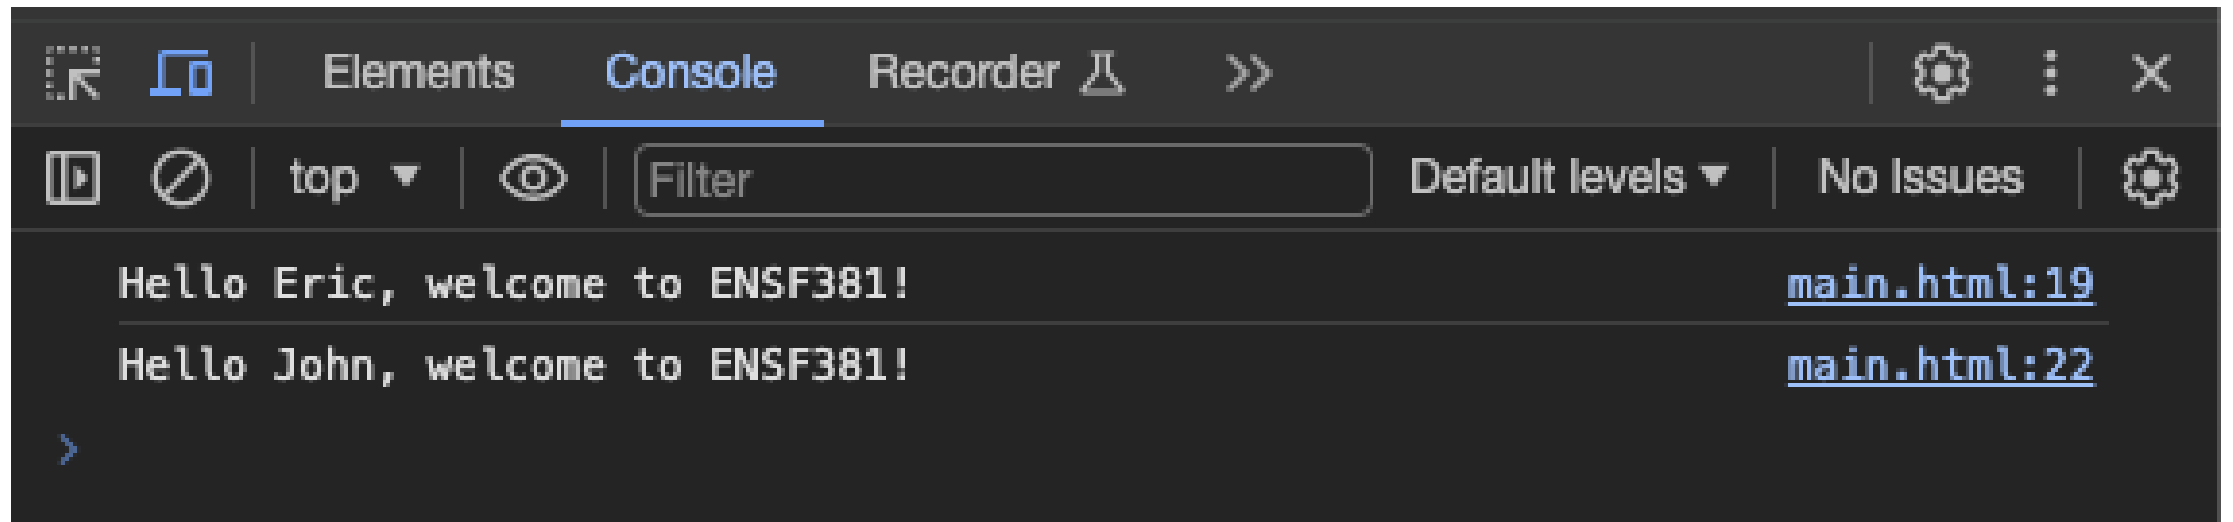 Elements Console Recorder
top Filter Default levels No Issues
Hello Eric, welcome to ENSF381! main.html:19
Hello John, welcome to ENSF381! main.html:22